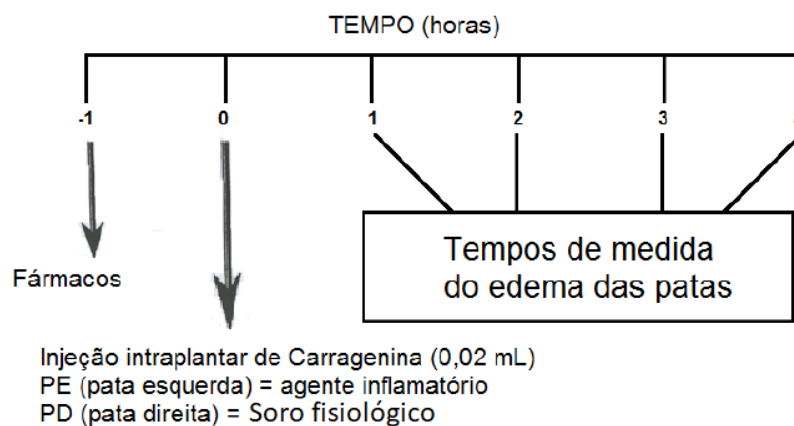 TEMPO (horas)
-1 0 1 2 3
Fármacos
Tempos de medida
do edema das patas
Injeção intraplantar de Carragenina (0,02 mL)
PE (pata esquerda) = agente inflamatório
PD (pata direita) = Soro fisiológico